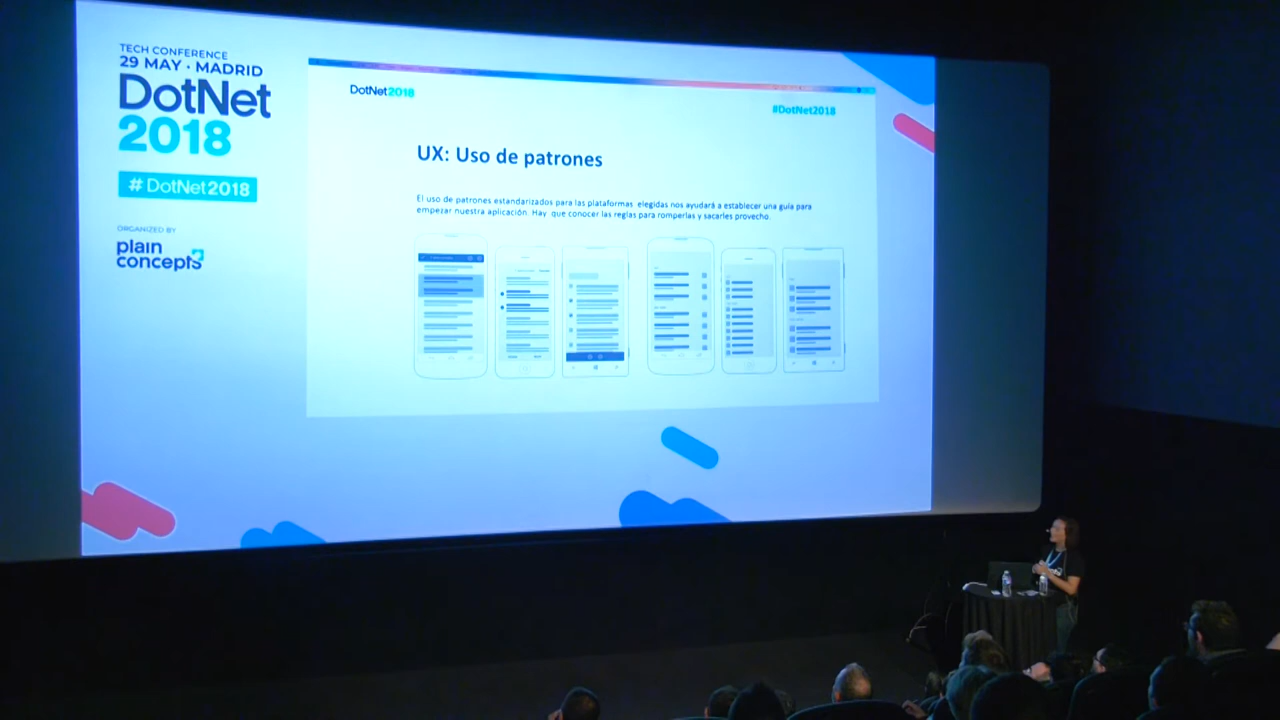 TECH CONFERENCE
29 MAY · MADRID
DotNet
2018
#DotNet2018
ORGANIZED BY
plain
concepts
DotNet2018
#DotNet2018
UX: Uso de patrones
El uso de patrones estandarizados para las plataformas elegidas nos ayudará a establecer una guía para
empezar nuestra aplicación. Hay que conocer las reglas para romperlas y sacarles provecho.